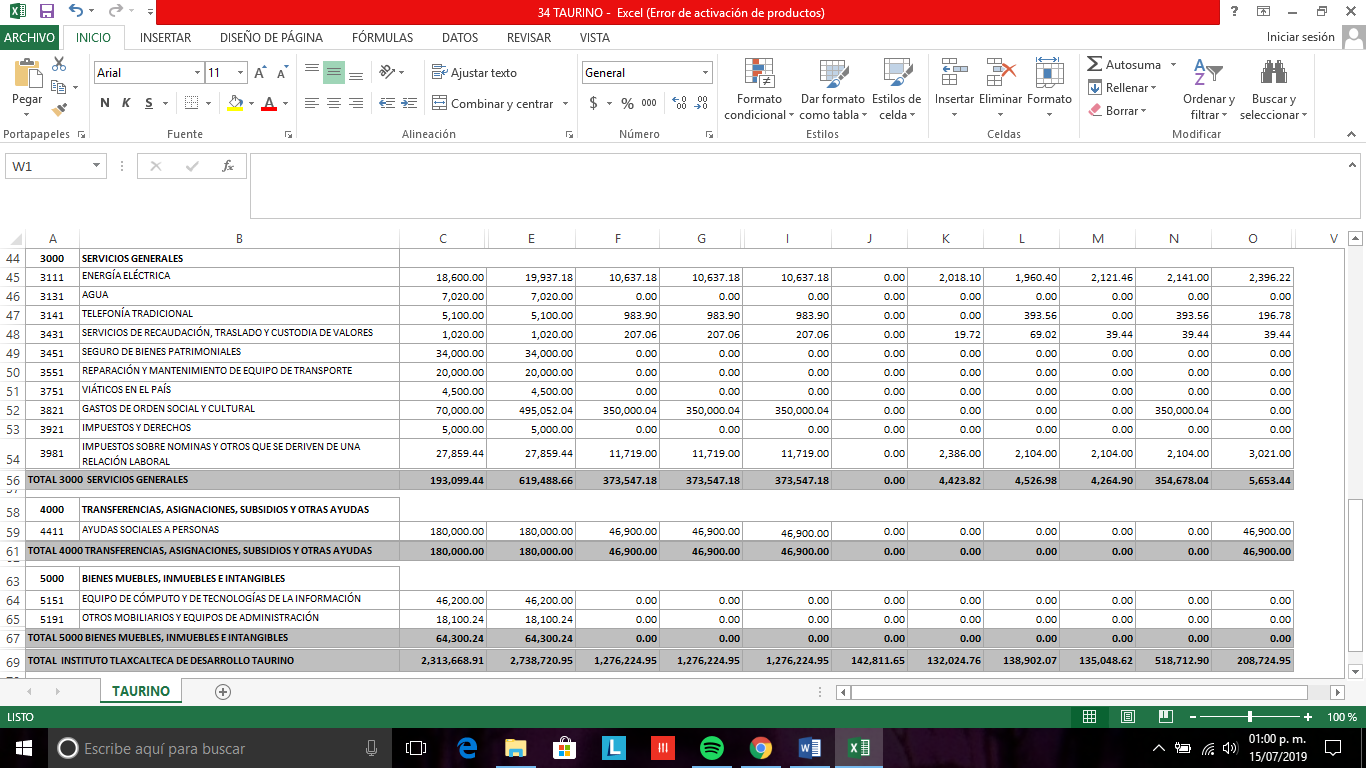 34 TAURINO - Excel (Error de activación de productos)
ARCHIVO INICIO INSERTAR DISEÑO DE PÁGINA FÓRMULAS DATOS REVISAR VISTA Iniciar sesión
Pegar
Portapapeles
Arial 11
N K S
Fuente
Ajustar texto
Combinar y centrar
Alineación
General
$ % 000
Número
Formato condicional
Dar formato como tabla
Estilos de celda
Estilos
Insertar Eliminar Formato
Celdas
Autosuma
Rellenar
Borrar
Ordenar y filtrar
Buscar y seleccionar
Modificar
W1 fx
A B C E F G I J K L M N O V
44 3000 SERVICIOS GENERALES
45 3111 ENERGÍA ELÉCTRICA 18,600.00 19,937.18 10,637.18 10,637.18 10,637.18 0.00 2,018.10 1,960.40 2,121.46 2,141.00 2,396.22
46 3131 AGUA 7,020.00 7,020.00 0.00 0.00 0.00 0.00 0.00 0.00 0.00 0.00 0.00
47 3141 TELEFONÍA TRADICIONAL 5,100.00 5,100.00 983.90 983.90 983.90 0.00 0.00 393.56 0.00 393.56 196.78
48 3431 SERVICIOS DE RECAUDACIÓN, TRASLADO Y CUSTODIA DE VALORES 1,020.00 1,020.00 207.06 207.06 207.06 0.00 19.72 69.02 39.44 39.44 39.44
49 3451 SEGURO DE BIENES PATRIMONIALES 34,000.00 34,000.00 0.00 0.00 0.00 0.00 0.00 0.00 0.00 0.00 0.00
50 3551 REPARACIÓN Y MANTENIMIENTO DE EQUIPO DE TRANSPORTE 20,000.00 20,000.00 0.00 0.00 0.00 0.00 0.00 0.00 0.00 0.00 0.00
51 3751 VIÁTICOS EN EL PAÍS 4,500.00 4,500.00 0.00 0.00 0.00 0.00 0.00 0.00 0.00 0.00 0.00
52 3821 GASTOS DE ORDEN SOCIAL Y CULTURAL 70,000.00 495,052.04 350,000.04 350,000.04 350,000.04 0.00 0.00 0.00 0.00 350,000.04 0.00
53 3921 IMPUESTOS Y DERECHOS 5,000.00 5,000.00 0.00 0.00 0.00 0.00 0.00 0.00 0.00 0.00 0.00
54 3981 IMPUESTOS SOBRE NOMINAS Y OTROS QUE SE DERIVEN DE UNA
RELACIÓN LABORAL 27,859.44 27,859.44 11,719.00 11,719.00 11,719.00 0.00 2,386.00 2,104.00 2,104.00 2,104.00 3,021.00
56 TOTAL 3000 SERVICIOS GENERALES 193,099.44 619,488.66 373,547.18 373,547.18 373,547.18 0.00 4,423.82 4,526.98 4,264.90 354,678.04 5,653.44
58 4000 TRANSFERENCIAS, ASIGNACIONES, SUBSIDIOS Y OTRAS AYUDAS
59 4411 AYUDAS SOCIALES A PERSONAS 180,000.00 180,000.00 46,900.00 46,900.00 46,900.00 0.00 0.00 0.00 0.00 0.00 46,900.00
61 TOTAL 4000 TRANSFERENCIAS, ASIGNACIONES, SUBSIDIOS Y OTRAS AYUDAS 180,000.00 180,000.00 46,900.00 46,900.00 46,900.00 0.00 0.00 0.00 0.00 0.00 46,900.00
63 5000 BIENES MUEBLES, INMUEBLES E INTANGIBLES
64 5151 EQUIPO DE CÓMPUTO Y DE TECNOLOGÍAS DE LA INFORMACIÓN 46,200.00 46,200.00 0.00 0.00 0.00 0.00 0.00 0.00 0.00 0.00 0.00
65 5191 OTROS MOBILIARIOS Y EQUIPOS DE ADMINISTRACIÓN 18,100.24 18,100.24 0.00 0.00 0.00 0.00 0.00 0.00 0.00 0.00 0.00
67 TOTAL 5000 BIENES MUEBLES, INMUEBLES E INTANGIBLES 64,300.24 64,300.24 0.00 0.00 0.00 0.00 0.00 0.00 0.00 0.00 0.00
69 TOTAL INSTITUTO TLAXCALTECA DE DESARROLLO TAURINO 2,313,668.91 2,738,720.95 1,276,224.95 1,276,224.95 1,276,224.95 142,811.65 132,024.76 138,902.07 135,048.62 518,712.90 208,724.95
TAURINO
LISTO 100 %
Escribe aquí para buscar
01:00 p. m.
15/07/2019